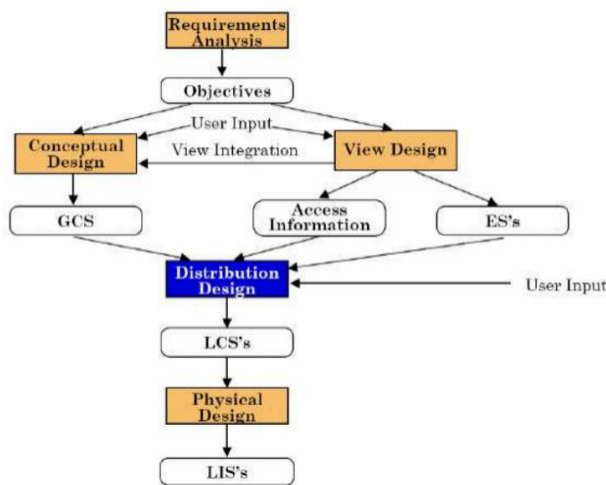 Requirements
Analysis
Objectives
User Input
Conceptual
Design
View Integration
View Design
GCS
Access
Information
ES's
Distribution
Design
User Input
LCS's
Physical
Design
LIS's